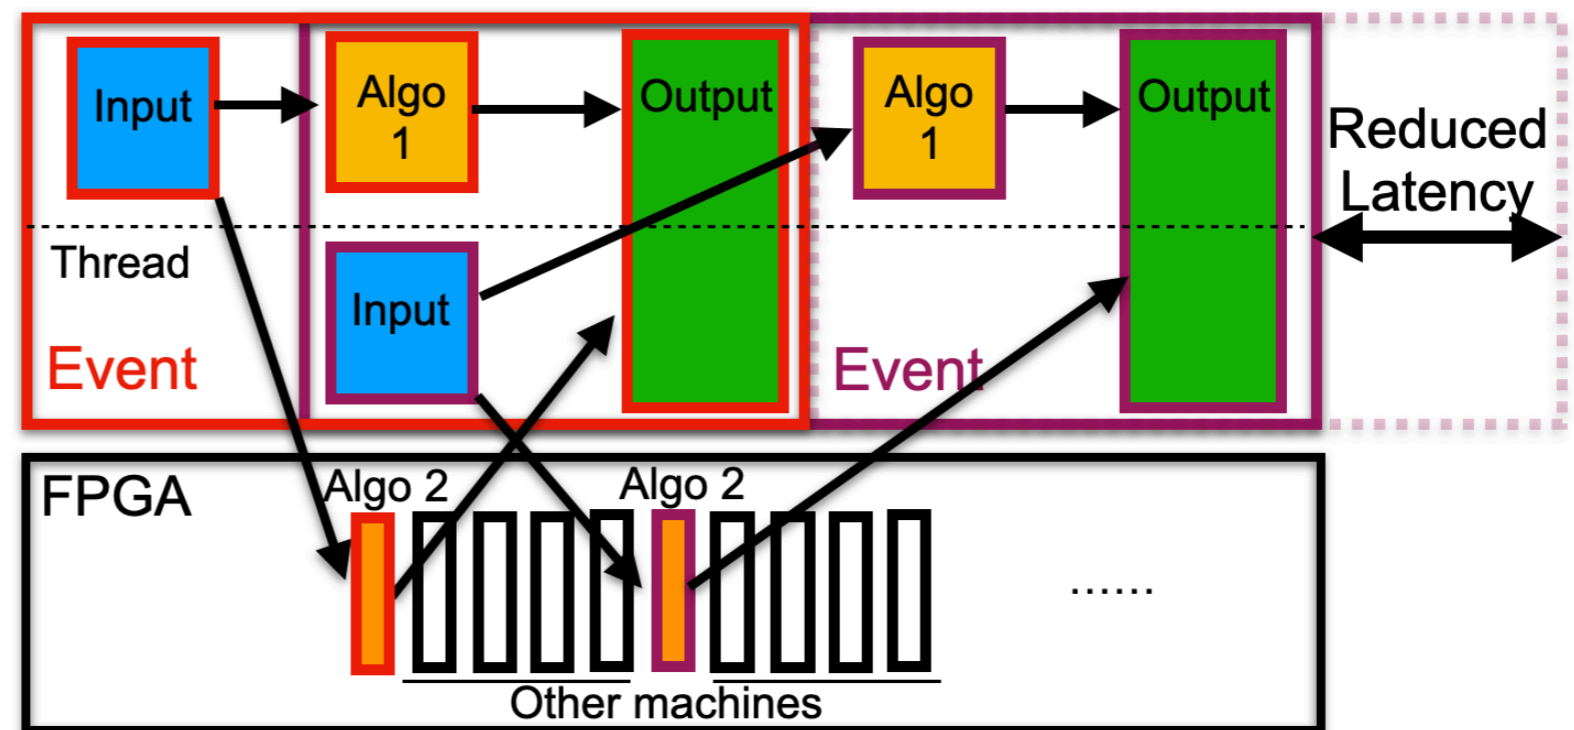 Input
Algo
1
Output
Algo
1
Output
Reduced
Latency
Thread
Input
Event
Event
FPGA
Algo 2
Algo 2
......
Other machines